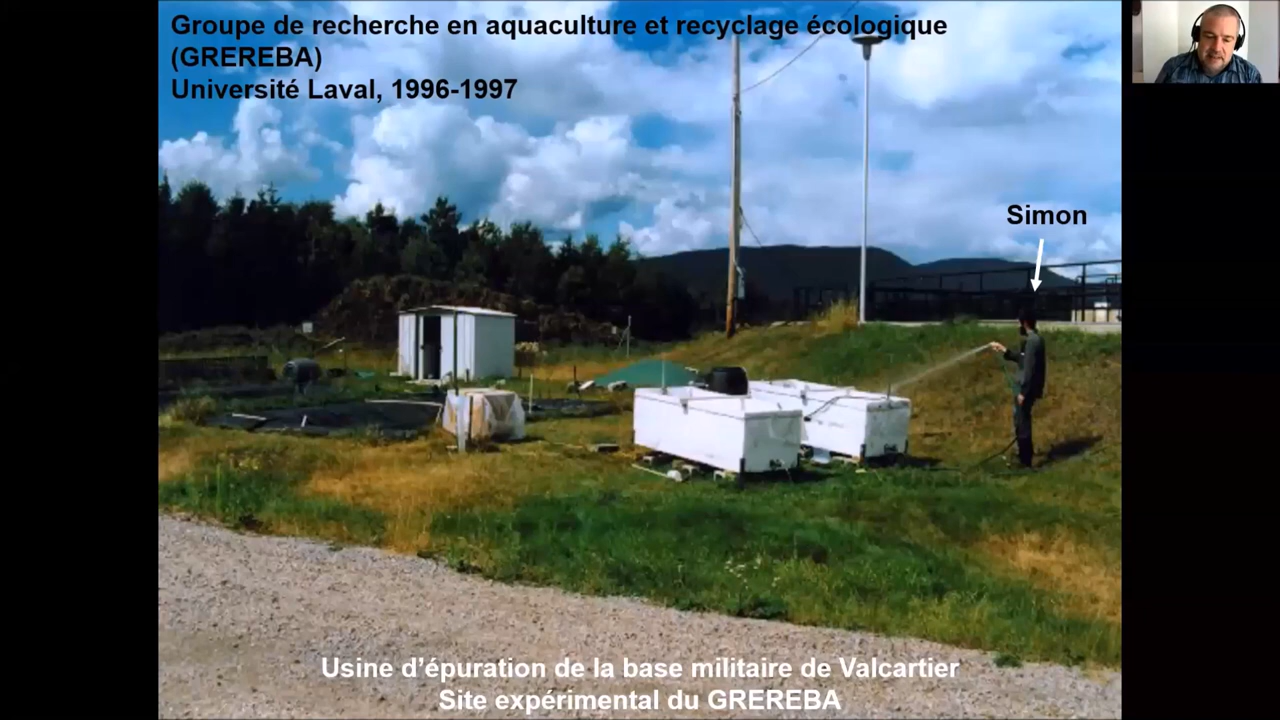 Groupe de recherche en aquaculture et recyclage écologique
(GREREBA)
Université Laval, 1996-1997
Simon
Usine d’épuration de la base militaire de Valcartier
Site expérimental du GREREBA